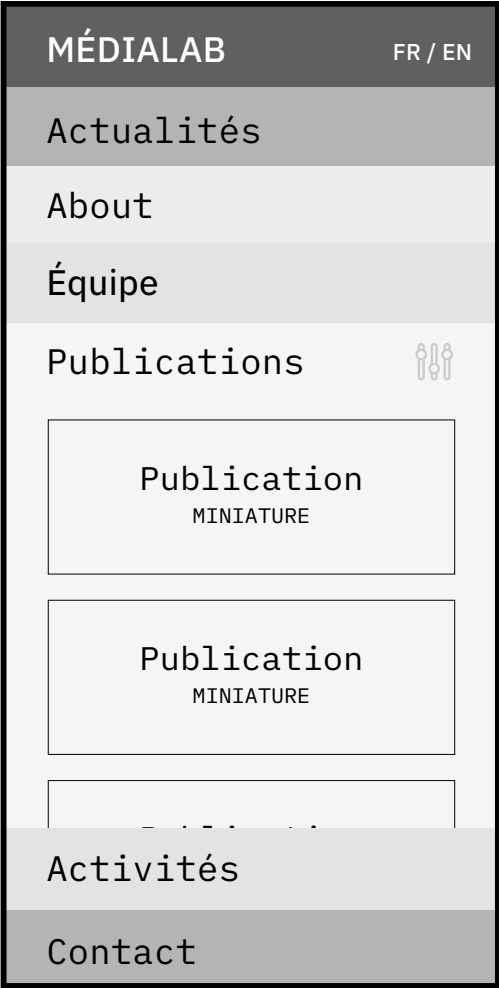 MÉDIALAB
FR / EN
Actualités
About
Équipe
Publications
Publication
MINIATURE
Publication
MINIATURE
Activités
Contact